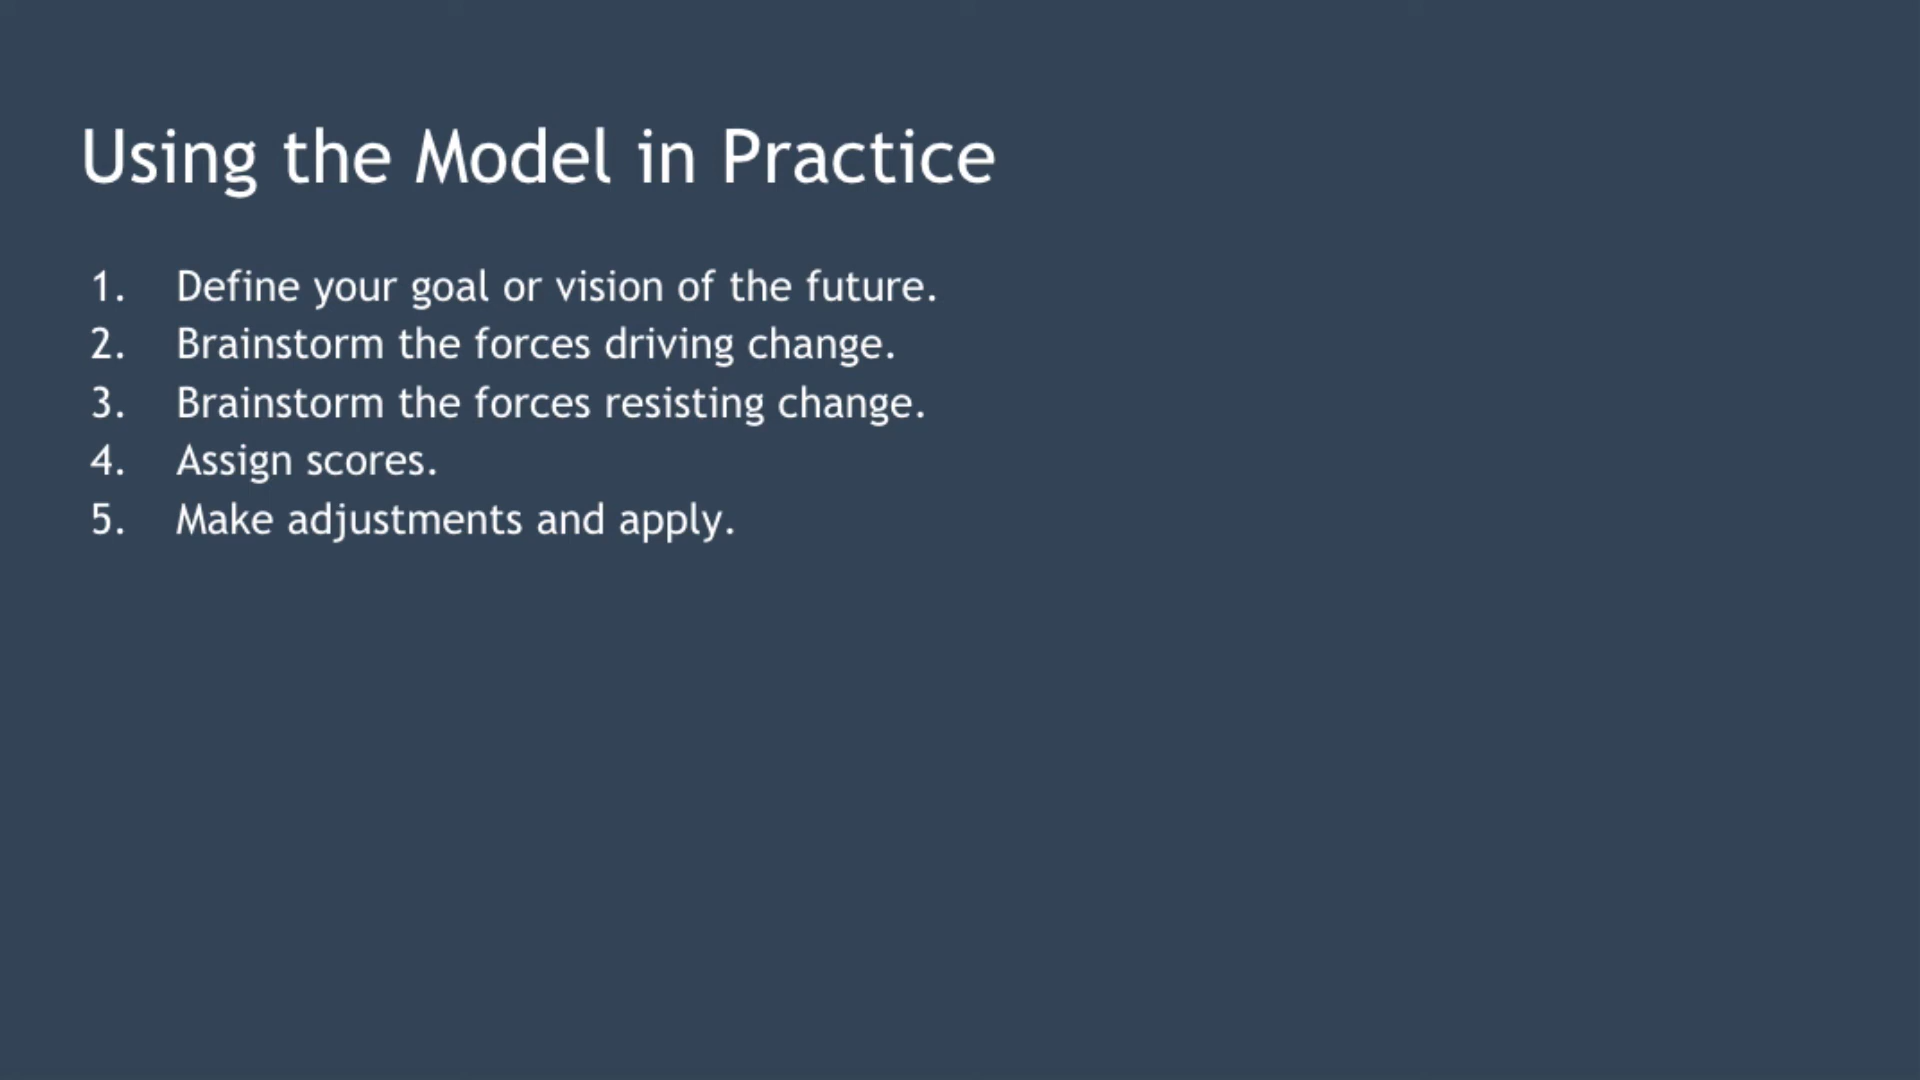 Using the Model in Practice
1. Define your goal or vision of the future.
2. Brainstorm the forces driving change.
3. Brainstorm the forces resisting change.
4. Assign scores.
5. Make adjustments and apply.